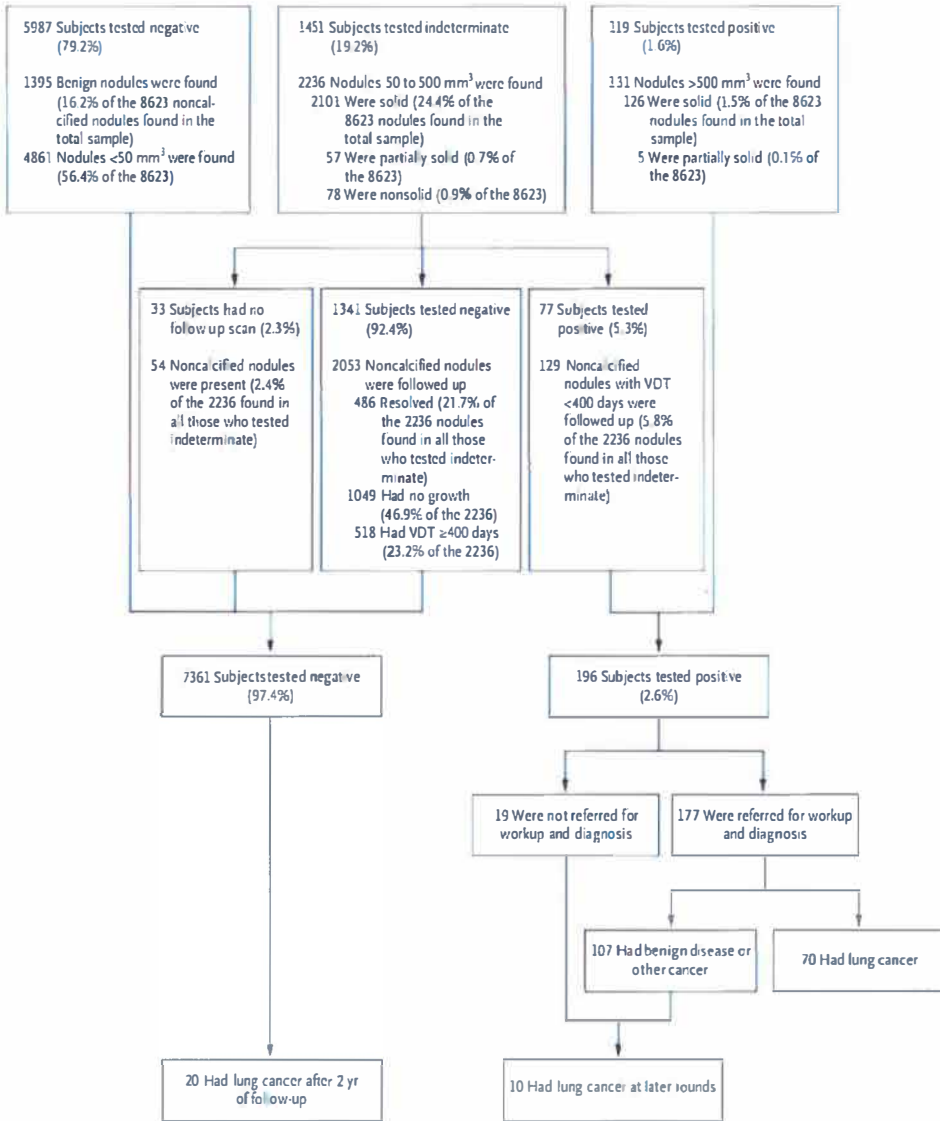 5987 Subjects tested negative
(79.2%)
1395 Benign nodules were found
(16.2% of the 8623 noncal-
cified nodules found in the
total sample)
4861 Nodules <50 mm³ were found
(56.4% of the 8623)
1451 Subjects tested indeterminate
(19.2%)
2236 Nodules 50 to 500 mm³ were found
2101 Were solid (24.4% of the
8623 nodules found in the
total sample)
57 Were partially solid (0.7% of
the 8623)
78 Were nonsolid (0.9% of the 8623)
119 Subjects tested positive
(1.6%)
131 Nodules >500 mm³ were found
126 Were solid (1.5% of the 8623
nodules found in the total
sample)
5 Were partially solid (0.1% of
the 8623)
33 Subjects had no
follow up scan (2.3%)
54 Noncalcified nodules
were present (2.4%
of the 2236 found in
all those who tested
indeterminate)
1341 Subjects tested negative
(92.4%)
2053 Noncalcified nodules
were followed up
486 Resolved (21.7% of
the 2236 nodules
found in all those
who tested indeter-
minate)
1049 Had no growth
(46.9% of the 2236)
518 Had VDT ≥400 days
(23.2% of the 2236)
77 Subjects tested
positive (5.3%)
129 Noncalcified
nodules with VDT
<400 days were
followed up (5.8%
of the 2236 nodules
found in all those
who tested indeter-
minate)
7361 Subjects tested negative
(97.4%)
196 Subjects tested positive
(2.6%)
19 Were not referred for
workup and diagnosis
177 Were referred for workup
and diagnosis
107 Had benign disease or
other cancer
70 Had lung cancer
20 Had lung cancer after 2 yr
of follow-up
10 Had lung cancer at later rounds